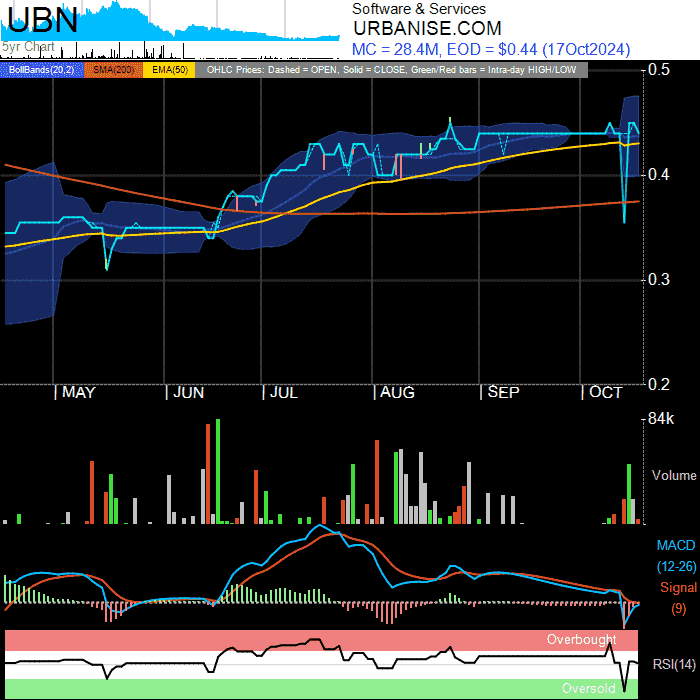 UBN
Software & Services
URBANISE.COM
5yr Chart
MC = 28.4M, EOD = $0.44 (17Oct2024)
BollBands(20,2) SMA(200) EMA(50) OHLC Prices: Dashed = OPEN, Solid = CLOSE, Green/Red bars = Intra-day HIGH/LOW
0.5
0.4
0.3
0.2
MAY JUN JUL AUG SEP OCT
84k
Volume
MACD
(12-26)
Signal
(9)
Overbought
RSI(14)
Oversold